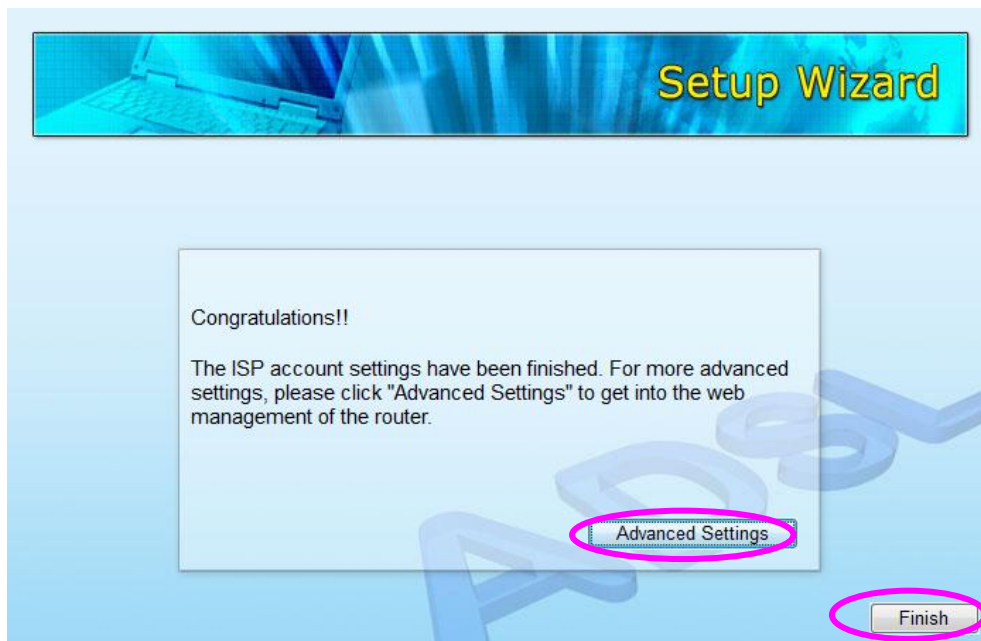 Setup Wizard
Congratulations!!
The ISP account settings have been finished. For more advanced
settings, please click "Advanced Settings" to get into the web
management of the router.
ADSL
Advanced Settings
Finish